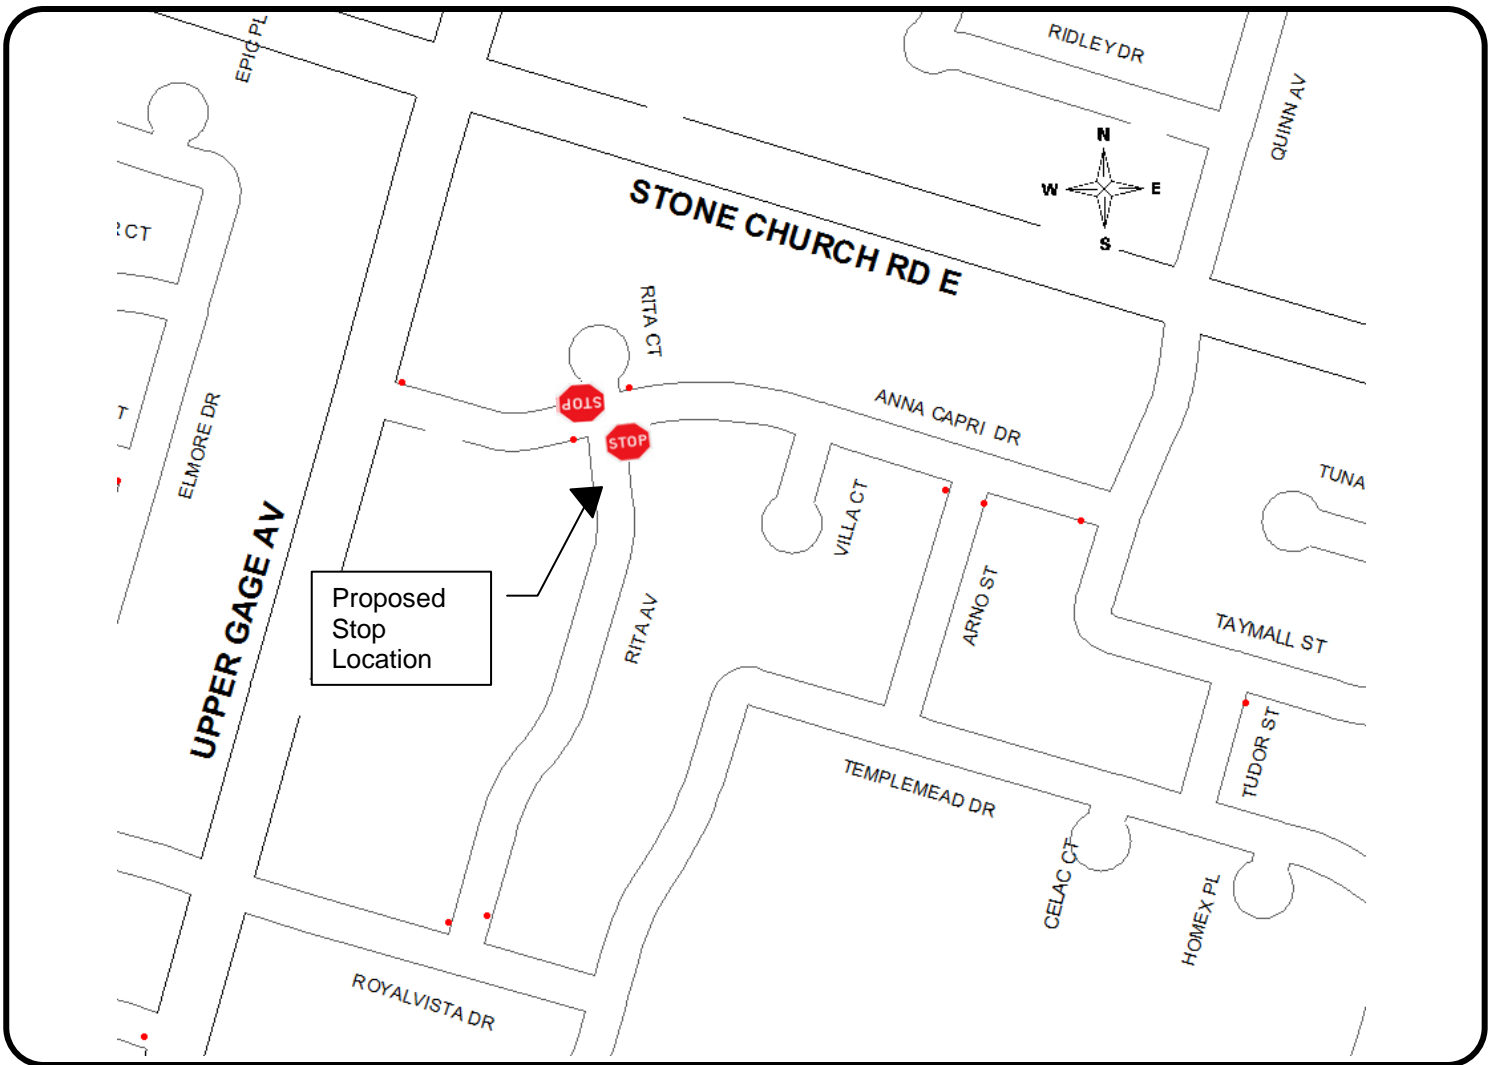 EPIC PL
RIDLEY DR
QUINN AV
N
W E
S
STONE CHURCH RD E
CT
RITA CT
ANNA CAPRI DR
STOP
STOP
ELMORE DR
T
TUNA
VILLA CT
UPPER GAGE AV
Proposed
Stop
Location
RITA AV
ARNO ST
TAYMALL ST
TUDOR ST
TEMPLEMEAD DR
CELAC CT
HOMEX PL
ROYALVISTA DR